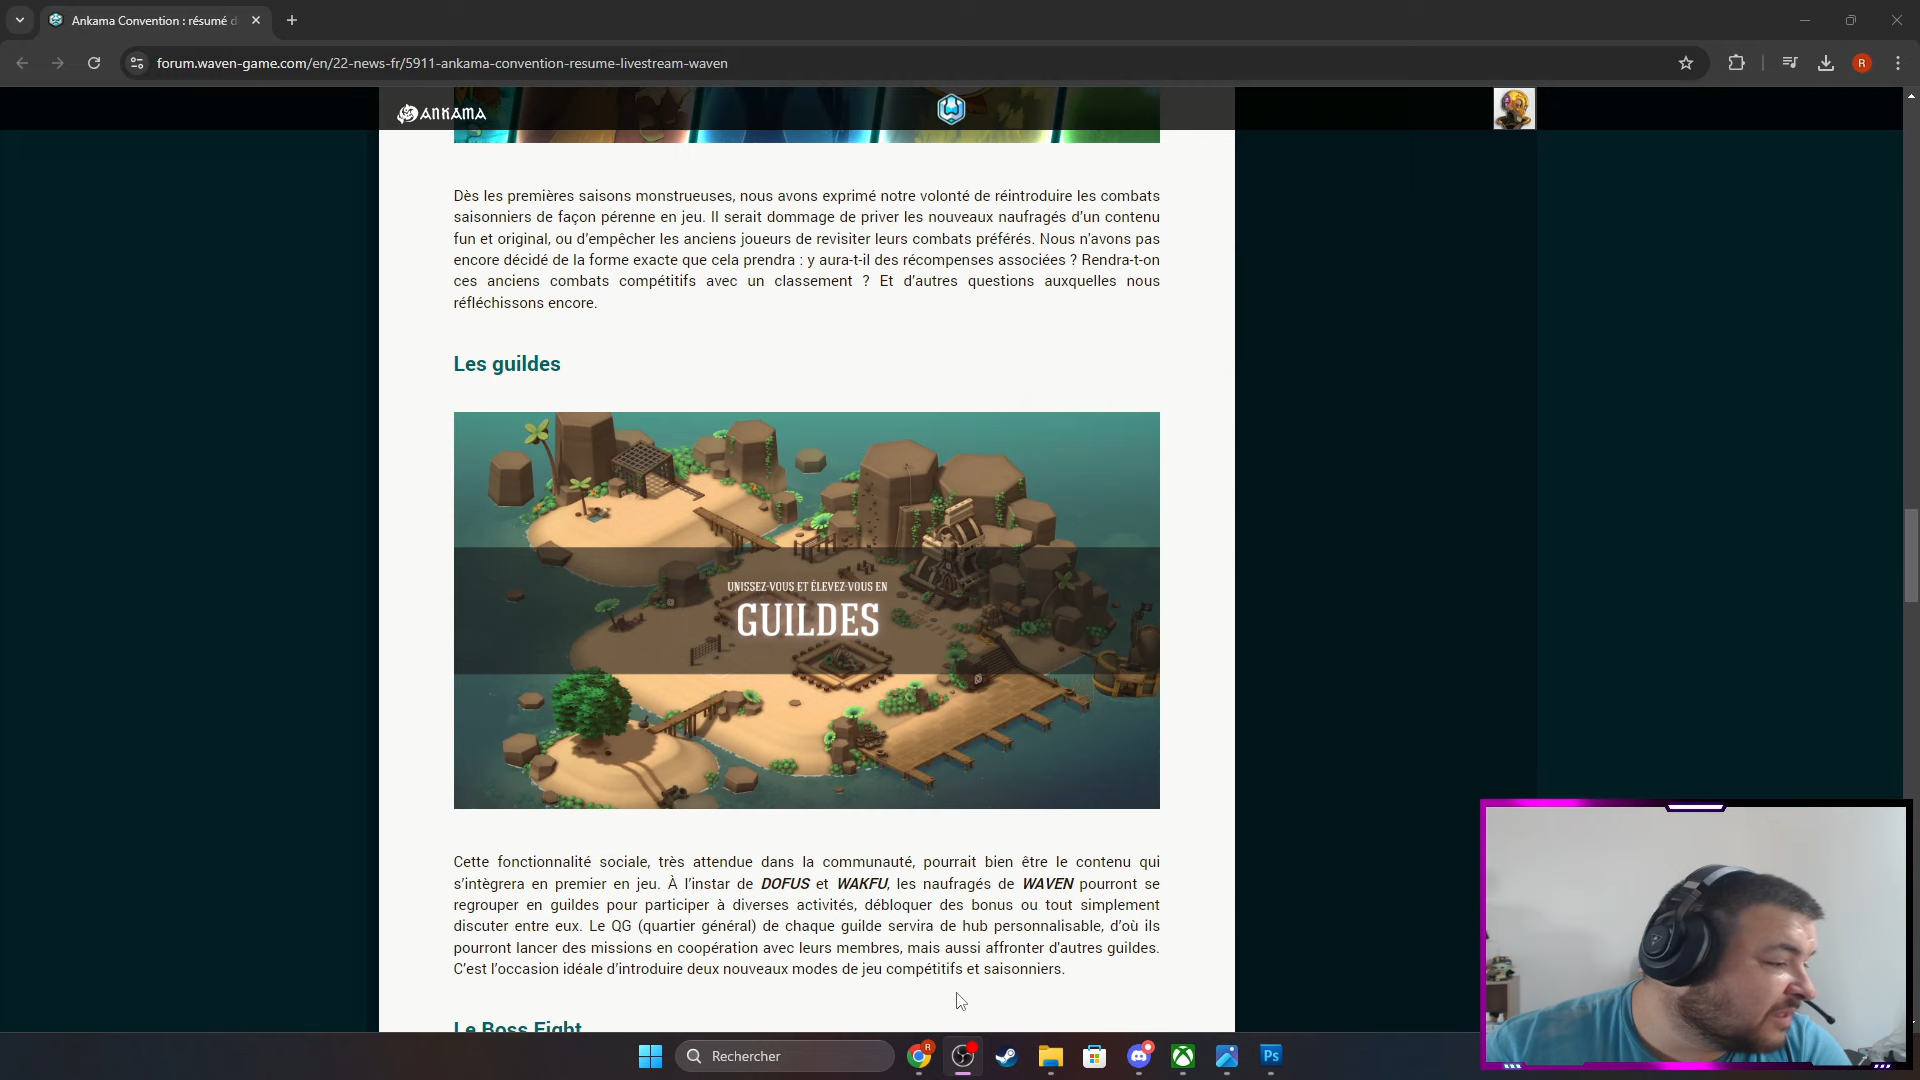 Ankama Convention : résumé d
forum.waven-game.com/en/22-news-fr/5911-ankama-convention-resume-livestream-waven
R
ANKAMA
Dès les premières saisons monstrueuses, nous avons exprimé notre volonté de réintroduire les combats
saisonniers de façon pérenne en jeu. Il serait dommage de priver les nouveaux naufragés d’un contenu
fun et original, ou d’empêcher les anciens joueurs de revisiter leurs combats préférés. Nous n'avons pas
encore décidé de la forme exacte que cela prendra : y aura-t-il des récompenses associées ? Rendra-t-on
ces anciens combats compétitifs avec un classement ? Et d’autres questions auxquelles nous
réfléchissons encore.
Les guildes
UNISSEZ-VOUS ET ÉLEVEZ-VOUS EN
GUILDES
Cette fonctionnalité sociale, très attendue dans la communauté, pourrait bien être le contenu qui
s’intègrera en premier en jeu. À l’instar de DOFUS et WAKFU, les naufragés de WAVEN pourront se
regrouper en guildes pour participer à diverses activités, débloquer des bonus ou tout simplement
discuter entre eux. Le QG (quartier général) de chaque guilde servira de hub personnalisable, d’où ils
pourront lancer des missions en coopération avec leurs membres, mais aussi affronter d'autres guildes.
C’est l’occasion idéale d’introduire deux nouveaux modes de jeu compétitifs et saisonniers.
Le Boss Fight
Rechercher
R
Ps